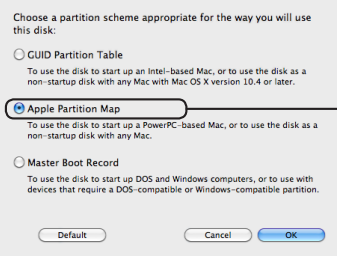 Choose a partition scheme appropriate for the way you will use
this disk:
GUID Partition Table
To use the disk to start up an Intel-based Mac, or to use the disk as a
non-startup disk with any Mac with Mac OS X version 10.4 or later.
Apple Partition Map
To use the disk to start up a PowerPC-based Mac, or to use the disk as a
non-startup disk with any Mac.
Master Boot Record
To use the disk to start up DOS and Windows computers, or to use with
devices that require a DOS-compatible or Windows-compatible partition.
Default
Cancel
OK